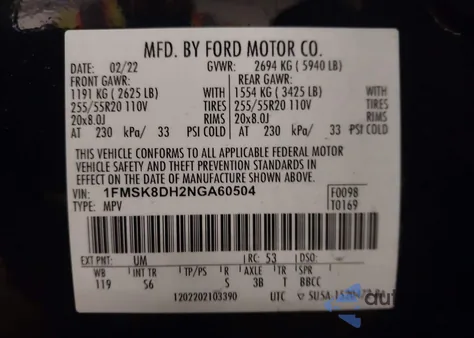 MFD. BY FORD MOTOR CO.
DATE: 02/22 GVWR: 2694 KG ( 5940 LB)
FRONT GAWR: REAR GAWR:
1191 KG ( 2625 LB) WITH 1554 KG ( 3425 LB) WITH
255/55R20 110V TIRES 255/55R20 110V TIRES
20x8.0J RIMS 20x8.0J RIMS
AT 230 kPa/ 33 PSI COLD AT 230 kPa/ 33 PSI COLD
THIS VEHICLE CONFORMS TO ALL APPLICABLE FEDERAL MOTOR
VEHICLE SAFETY AND THEFT PREVENTION STANDARDS IN
EFFECT ON THE DATE OF MANUFACTURE SHOWN ABOVE.
VIN: 1FMSK8DH2NGA60504 F0098
TYPE: MPV T0169
EXT PNT: UM RC: 53 DSO:
WB INT TR TP/PS R AXLE TR SPR
119 S6 S 3B T BBCC
1202202103390 UTC